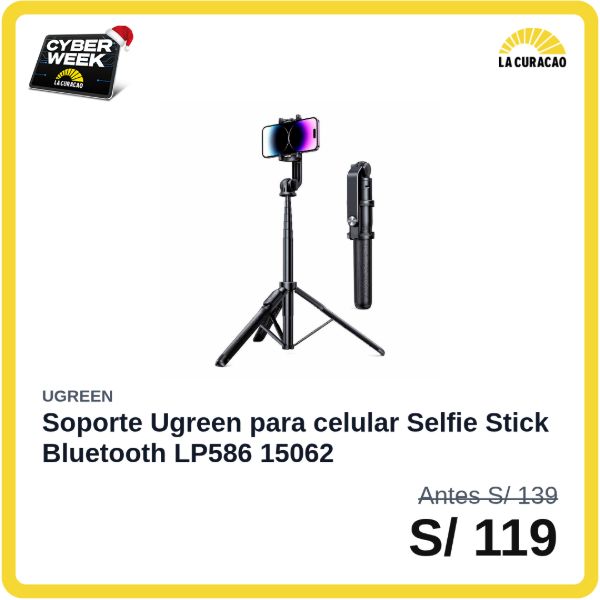 CYBER
WEEK
LA CURACAO
LA CURACAO
UGREEN
Soporte Ugreen para celular Selfie Stick
Bluetooth LP586 15062
Antes S/ 139
S/ 119